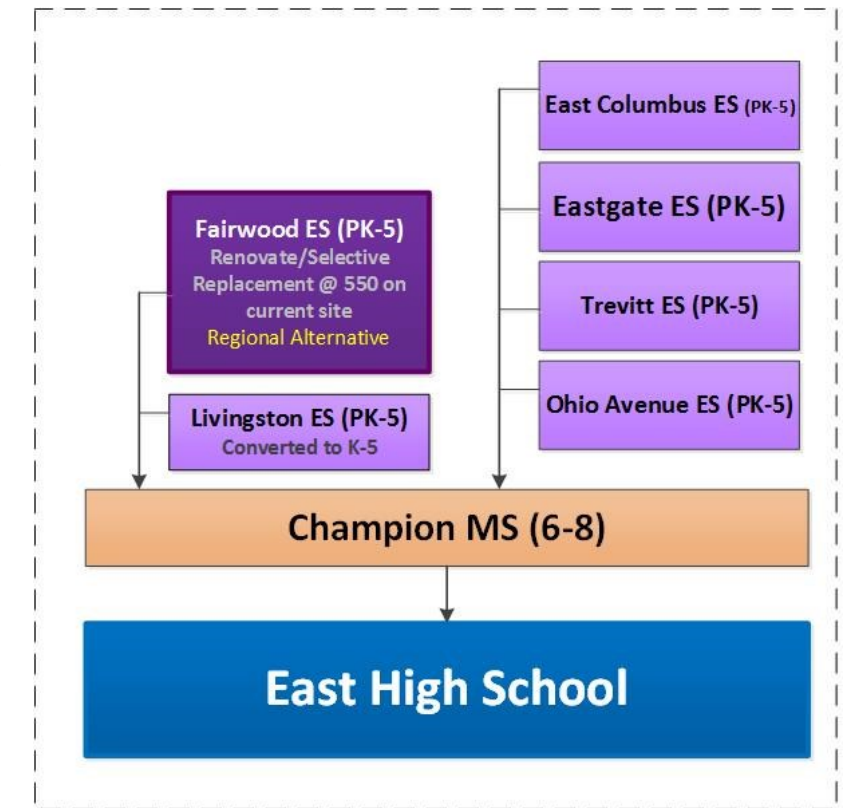 Fairwood ES (PK-5)
Renovate/Selective
Replacement @ 550 on
current site
Regional Alternative
Livingston ES (PK-5)
Converted to K-5
East Columbus ES (PK-5)
Eastgate ES (PK-5)
Trevitt ES (PK-5)
Ohio Avenue ES (PK-5)
Champion MS (6-8)
East High School